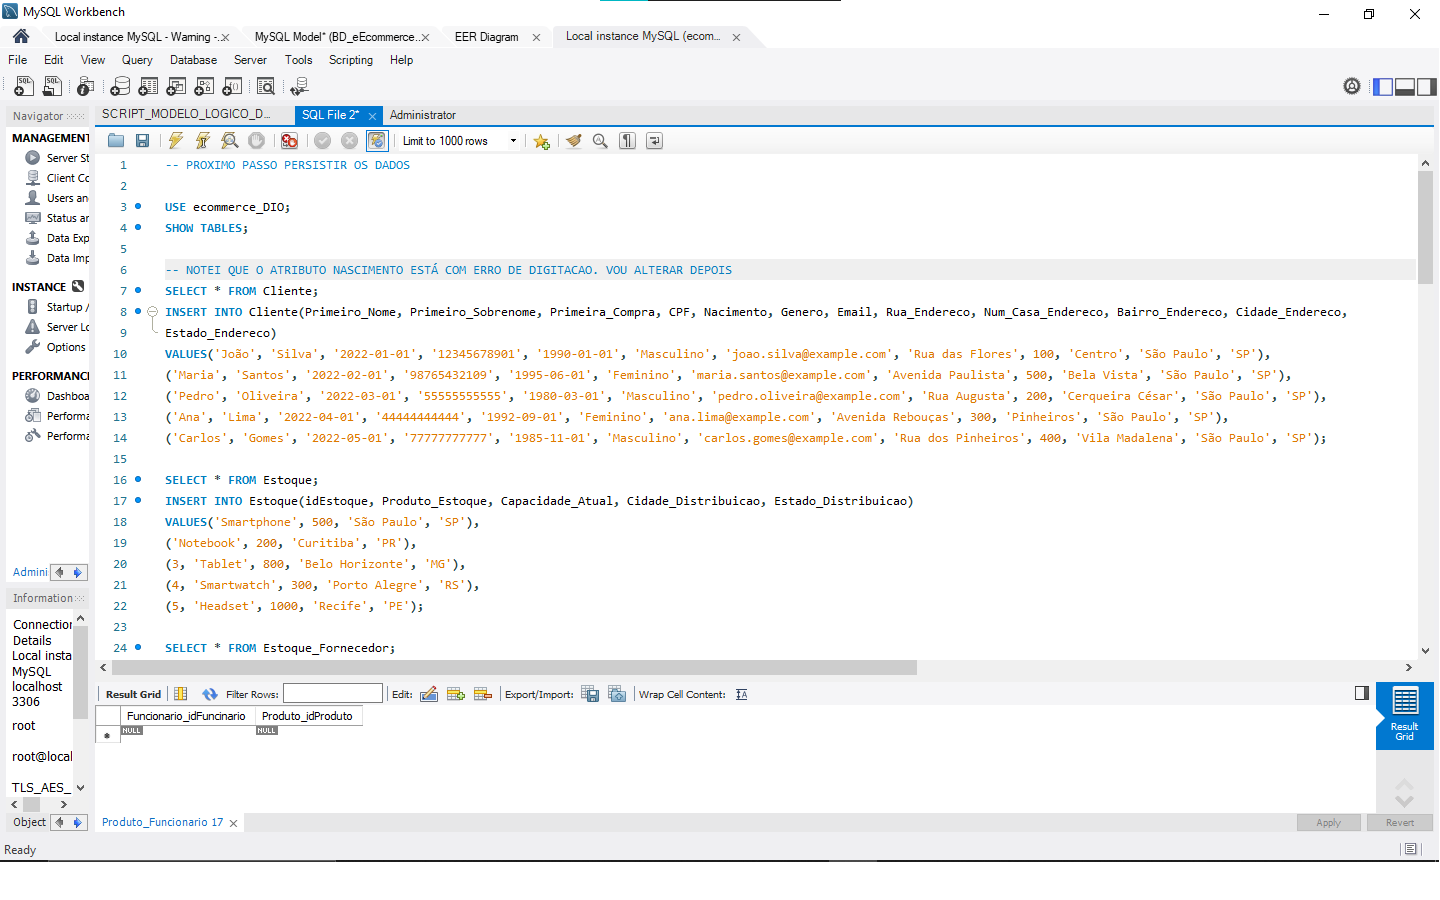 MySQL Workbench
Local instance MySQL - Warning -... MySQL Model* (BD_eEcommerce... EER Diagram Local instance MySQL (ecom...
File Edit View Query Database Server Tools Scripting Help
Navigator SCRIPT_MODELO_LOGICO_D... SQL File 2* Administrator
MANAGEMENT
Server St
Client Co
Users an
Status ar
Data Exp
Data Imp
INSTANCE
Startup /
Server Lo
Options
PERFORMANC
Dashboa
Performa
Performa
Admini
Limit to 1000 rows
1 -- PROXIMO PASSO PERSISTIR OS DADOS
2
3 USE ecommerce_DIO;
4 SHOW TABLES;
5
6 -- NOTEI QUE O ATRIBUTO NASCIMENTO ESTÁ COM ERRO DE DIGITACAO. VOU ALTERAR DEPOIS
7 SELECT * FROM Cliente;
8 INSERT INTO Cliente(Primeiro_Nome, Primeiro_Sobrenome, Primeira_Compra, CPF, Nacimento, Genero, Email, Rua_Endereco, Num_Casa_Endereco, Bairro_Endereco, Cidade_Endereco,
9 Estado_Endereco)
10 VALUES('João', 'Silva', '2022-01-01', '12345678901', '1990-01-01', 'Masculino', 'joao.silva@example.com', 'Rua das Flores', 100, 'Centro', 'São Paulo', 'SP'),
11 ('Maria', 'Santos', '2022-02-01', '98765432109', '1995-06-01', 'Feminino', 'maria.santos@example.com', 'Avenida Paulista', 500, 'Bela Vista', 'São Paulo', 'SP'),
12 ('Pedro', 'Oliveira', '2022-03-01', '55555555555', '1980-03-01', 'Masculino', 'pedro.oliveira@example.com', 'Rua Augusta', 200, 'Cerqueira César', 'São Paulo', 'SP'),
13 ('Ana', 'Lima', '2022-04-01', '44444444444', '1992-09-01', 'Feminino', 'ana.lima@example.com', 'Avenida Rebouças', 300, 'Pinheiros', 'São Paulo', 'SP'),
14 ('Carlos', 'Gomes', '2022-05-01', '77777777777', '1985-11-01', 'Masculino', 'carlos.gomes@example.com', 'Rua dos Pinheiros', 400, 'Vila Madalena', 'São Paulo', 'SP');
15
16 SELECT * FROM Estoque;
17 INSERT INTO Estoque(idEstoque, Produto_Estoque, Capacidade_Atual, Cidade_Distribuicao, Estado_Distribuicao)
18 VALUES('Smartphone', 500, 'São Paulo', 'SP'),
19 ('Notebook', 200, 'Curitiba', 'PR'),
20 (3, 'Tablet', 800, 'Belo Horizonte', 'MG'),
21 (4, 'Smartwatch', 300, 'Porto Alegre', 'RS'),
22 (5, 'Headset', 1000, 'Recife', 'PE');
23
24 SELECT * FROM Estoque_Fornecedor;
Information
Connection
Details
Local insta
MySQL
localhost
3306
root
root@local
TLS_AES_
Object
Result Grid Filter Rows: Edit: Export/Import: Wrap Cell Content:
Funcionario_idFuncinario Produto_idProduto
NULL NULL
Result
Grid
Produto_Funcionario 17
Apply Revert
Ready